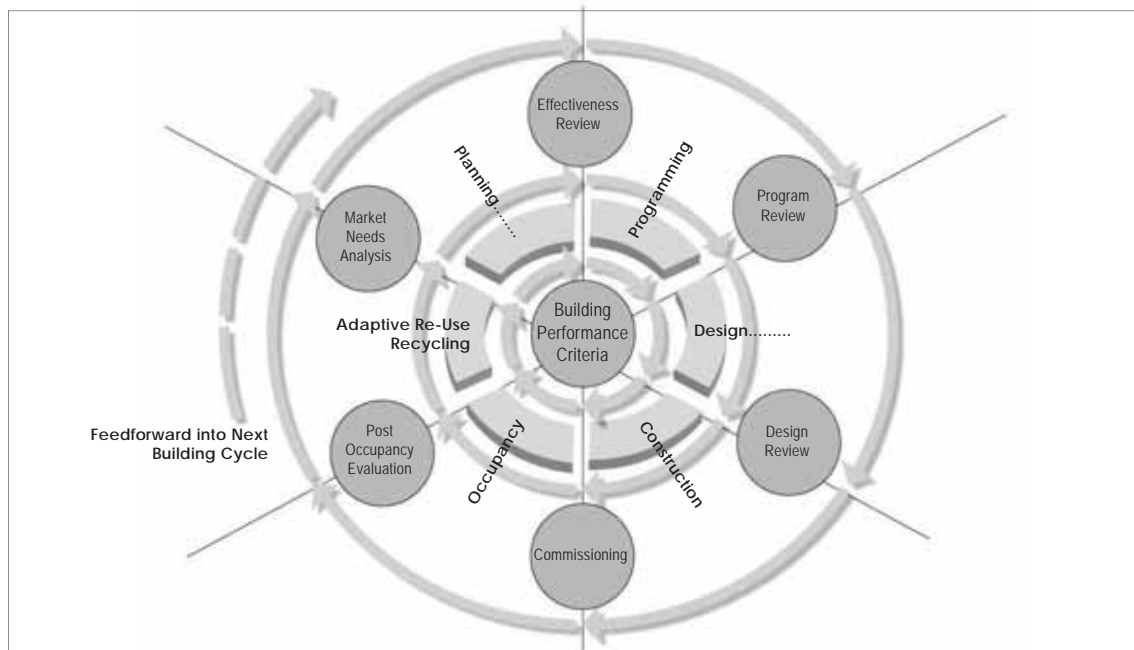 Effectiveness
Review
Planning........
Programming
Program
Review
Market
Needs
Analysis
Building
Performance
Criteria
Adaptive Re-Use
Recycling
Design.........
Feedforward into Next
Building Cycle
Post
Occupancy
Evaluation
Occupancy
Construction
Design
Review
Commissioning